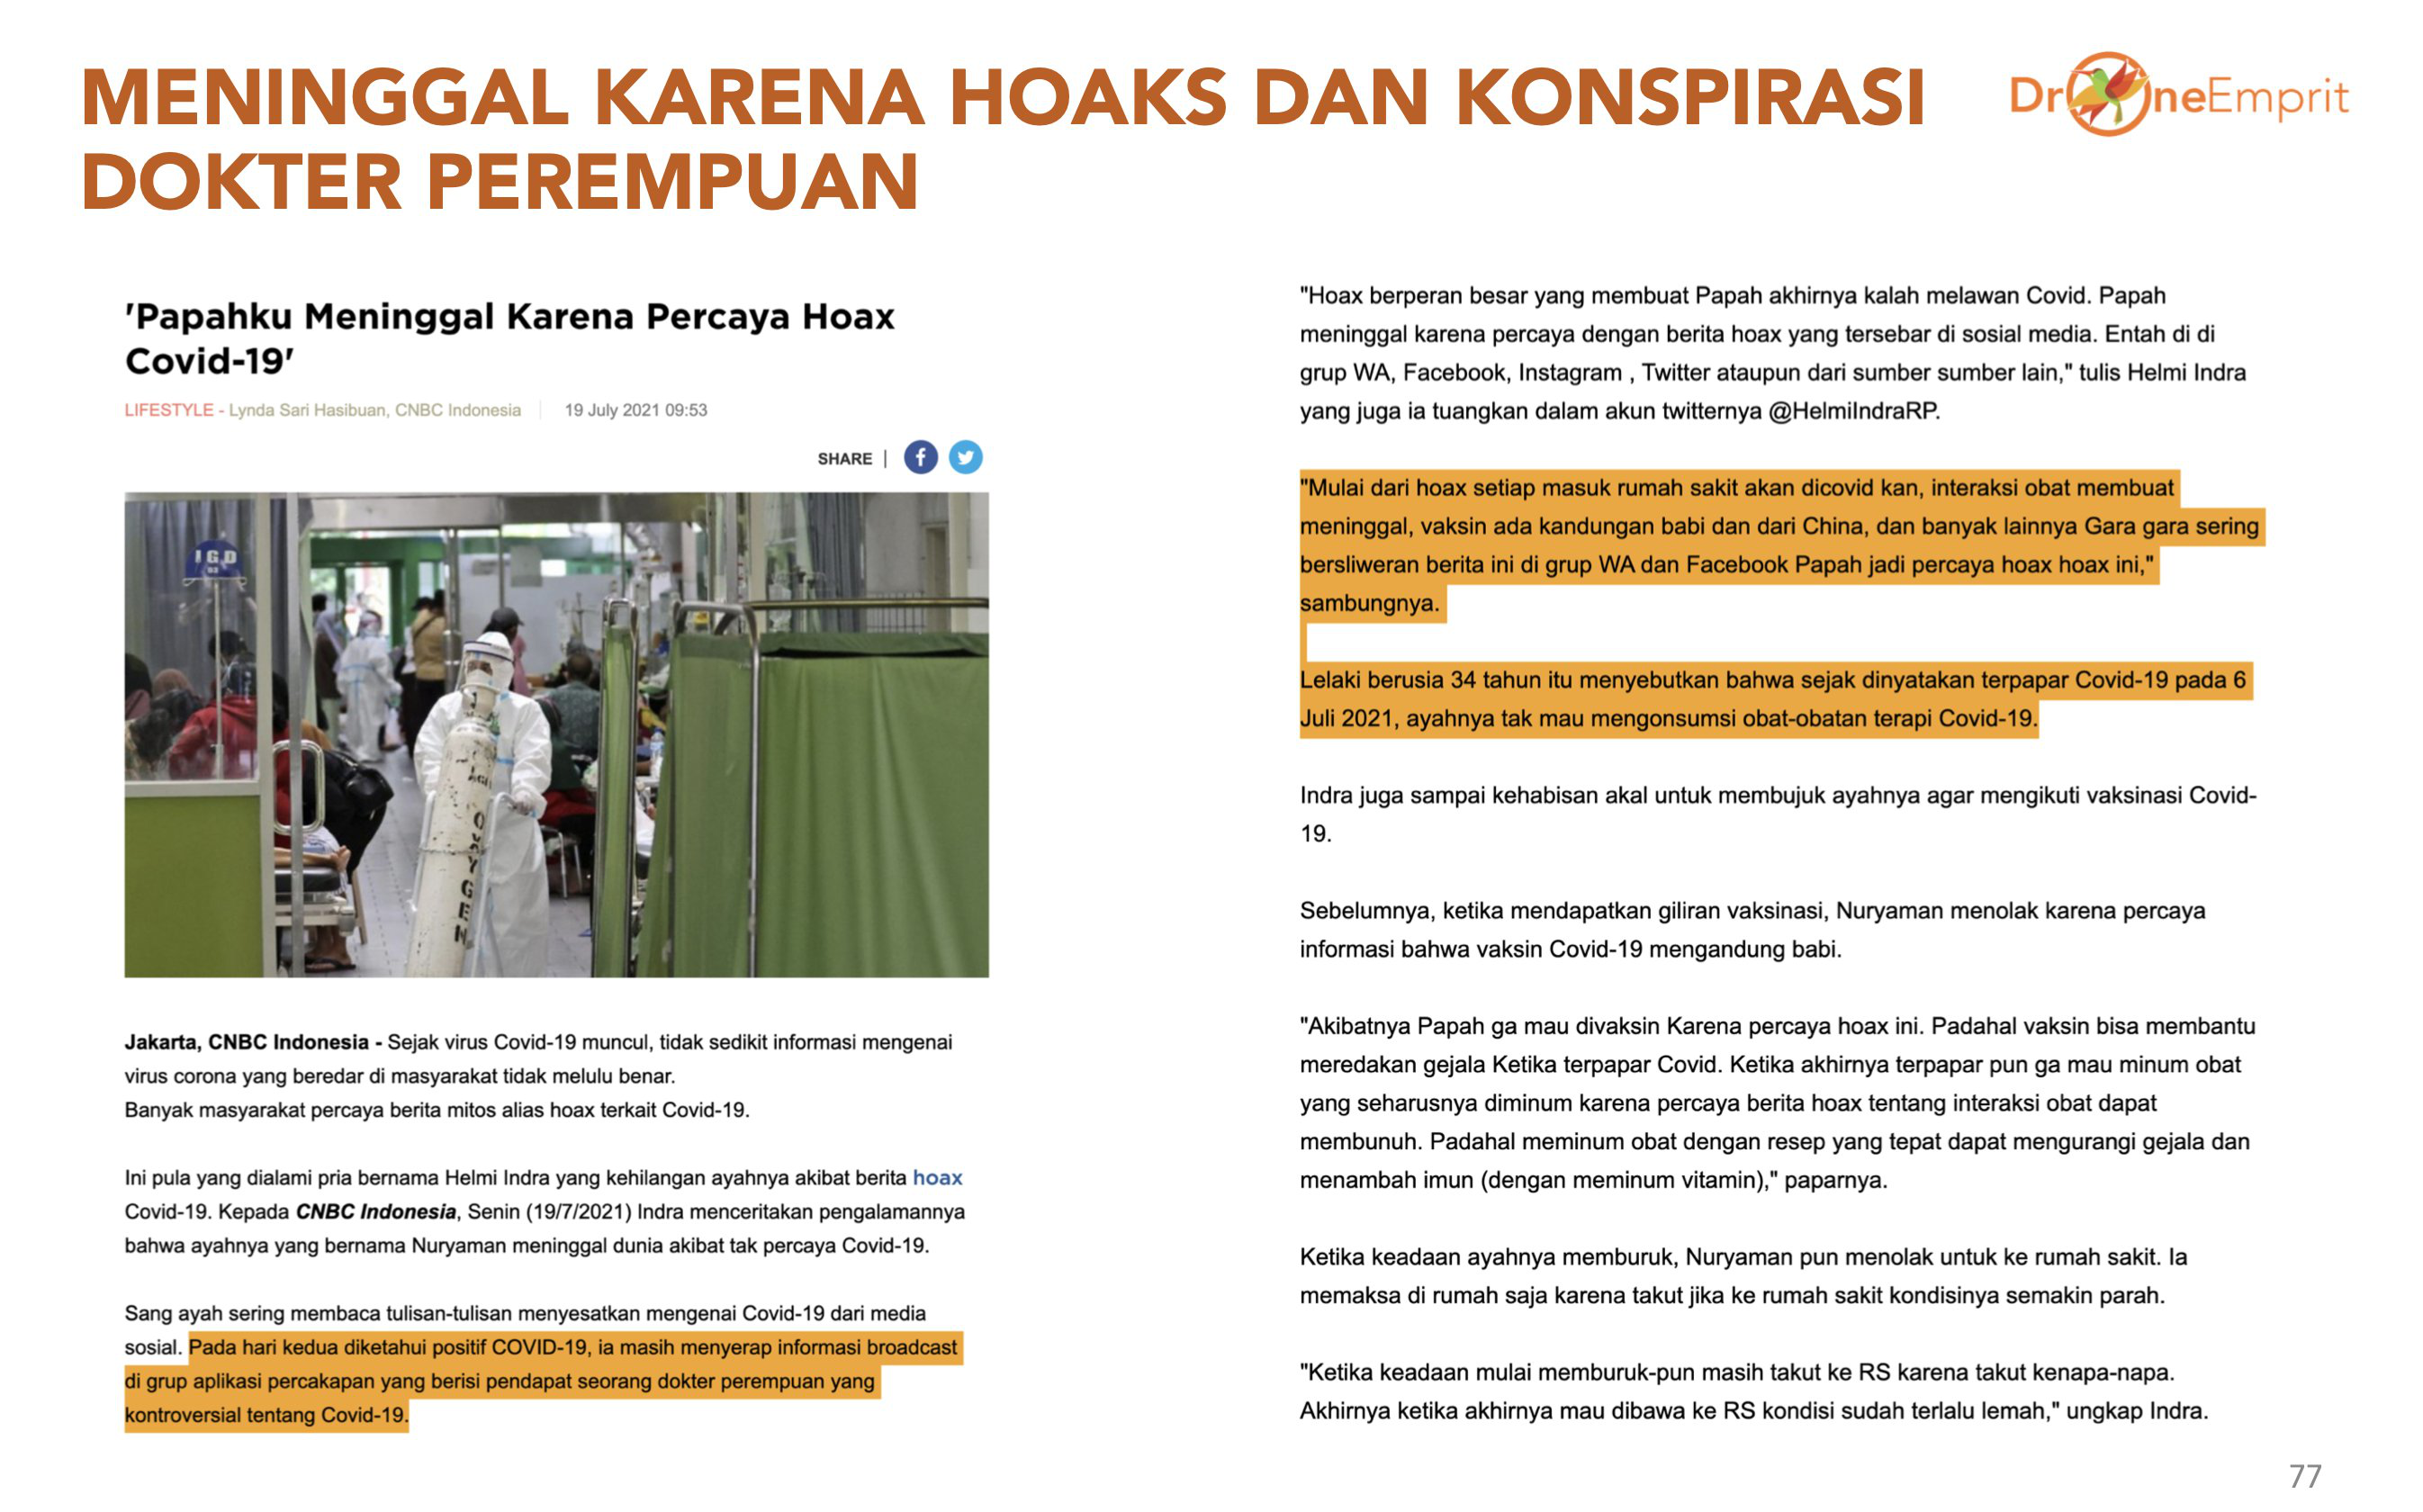 MENINGGAL KARENA HOAKS DAN KONSPIRASI
DOKTER PEREMPUAN
DroneEmprit
'Papahku Meninggal Karena Percaya Hoax
Covid-19'
LIFESTYLE - Lynda Sari Hasibuan, CNBC Indonesia | 19 July 2021 09:53
SHARE |
IGD
03
OXYGEN
Jakarta, CNBC Indonesia - Sejak virus Covid-19 muncul, tidak sedikit informasi mengenai
virus corona yang beredar di masyarakat tidak melulu benar.
Banyak masyarakat percaya berita mitos alias hoax terkait Covid-19.
Ini pula yang dialami pria bernama Helmi Indra yang kehilangan ayahnya akibat berita hoax
Covid-19. Kepada CNBC Indonesia, Senin (19/7/2021) Indra menceritakan pengalamannya
bahwa ayahnya yang bernama Nuryaman meninggal dunia akibat tak percaya Covid-19.
Sang ayah sering membaca tulisan-tulisan menyesatkan mengenai Covid-19 dari media
sosial. Pada hari kedua diketahui positif COVID-19, ia masih menyerap informasi broadcast
di grup aplikasi percakapan yang berisi pendapat seorang dokter perempuan yang
kontroversial tentang Covid-19.
"Hoax berperan besar yang membuat Papah akhirnya kalah melawan Covid. Papah
meninggal karena percaya dengan berita hoax yang tersebar di sosial media. Entah di di
grup WA, Facebook, Instagram , Twitter ataupun dari sumber sumber lain," tulis Helmi Indra
yang juga ia tuangkan dalam akun twitternya @HelmiIndraRP.
"Mulai dari hoax setiap masuk rumah sakit akan dicovid kan, interaksi obat membuat
meninggal, vaksin ada kandungan babi dan dari China, dan banyak lainnya Gara gara sering
bersliweran berita ini di grup WA dan Facebook Papah jadi percaya hoax hoax ini,"
sambungnya.
Lelaki berusia 34 tahun itu menyebutkan bahwa sejak dinyatakan terpapar Covid-19 pada 6
Juli 2021, ayahnya tak mau mengonsumsi obat-obatan terapi Covid-19.
Indra juga sampai kehabisan akal untuk membujuk ayahnya agar mengikuti vaksinasi Covid-
19.
Sebelumnya, ketika mendapatkan giliran vaksinasi, Nuryaman menolak karena percaya
informasi bahwa vaksin Covid-19 mengandung babi.
"Akibatnya Papah ga mau divaksin Karena percaya hoax ini. Padahal vaksin bisa membantu
meredakan gejala Ketika terpapar Covid. Ketika akhirnya terpapar pun ga mau minum obat
yang seharusnya diminum karena percaya berita hoax tentang interaksi obat dapat
membunuh. Padahal meminum obat dengan resep yang tepat dapat mengurangi gejala dan
menambah imun (dengan meminum vitamin)," paparnya.
Ketika keadaan ayahnya memburuk, Nuryaman pun menolak untuk ke rumah sakit. Ia
memaksa di rumah saja karena takut jika ke rumah sakit kondisinya semakin parah.
"Ketika keadaan mulai memburuk-pun masih takut ke RS karena takut kenapa-napa.
Akhirnya ketika akhirnya mau dibawa ke RS kondisi sudah terlalu lemah," ungkap Indra.
77